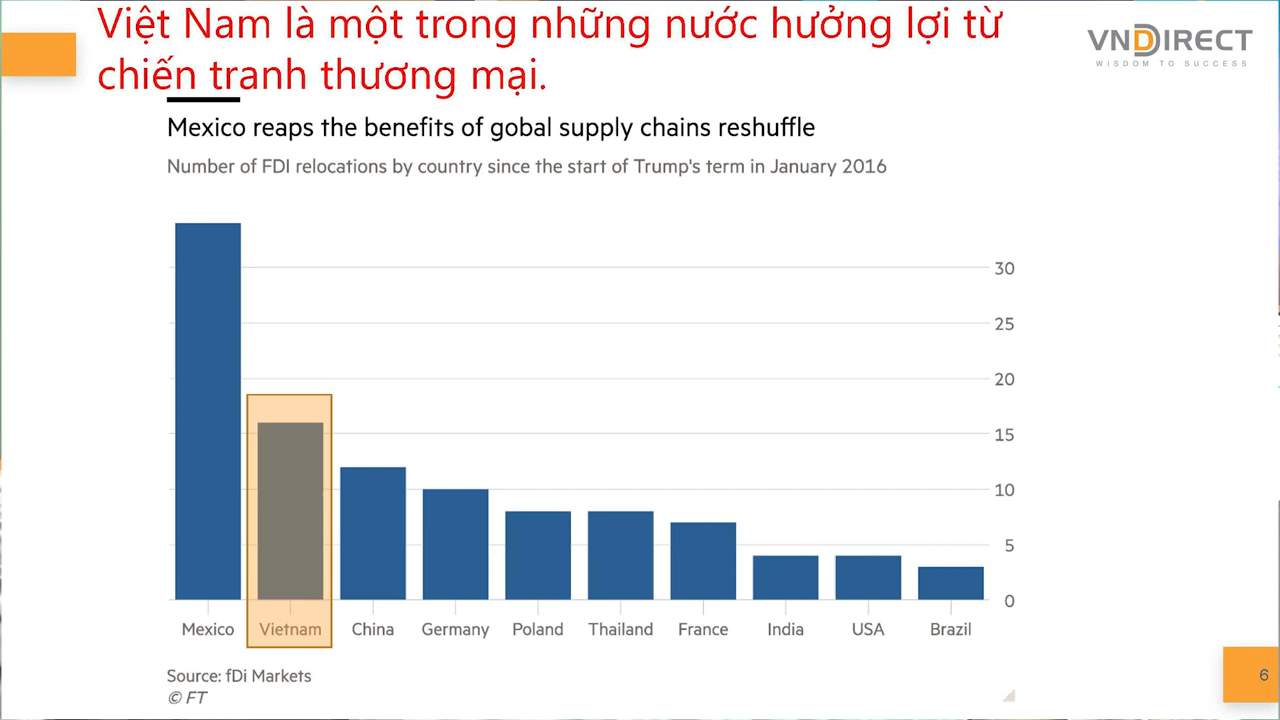 Việt Nam là một trong những nước hưởng lợi từ
chiến tranh thương mại.
VNDIRECT
WISDOM TO SUCCESS
Mexico reaps the benefits of gobal supply chains reshuffle
Number of FDI relocations by country since the start of Trump's term in January 2016
30
25
20
15
10
5
0
Mexico Vietnam China Germany Poland Thailand France India USA Brazil
Source: fDi Markets
© FT
6